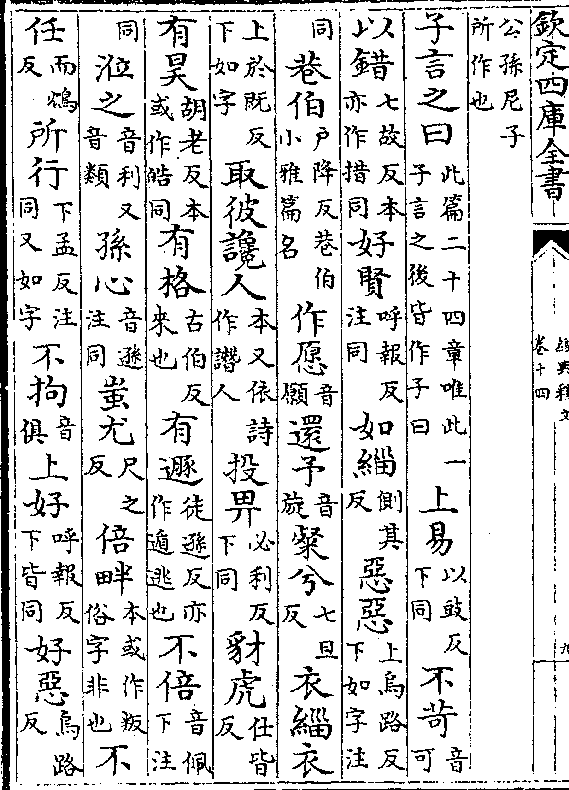 欽定四庫全書
經典釋文
卷十四
九
公孫尼子所作也
子言之曰此篇二十四章唯此一子言之後皆作子曰上易以豉反下同不苛音可
以錯七故反本亦作措同好賢呼報反注同如緇側其反惡惡上烏路反下如字注
同巷伯户降反巷伯小雅篇名作愿音願還予音旋粲兮七旦反衣緇衣
上於既反下如字取彼讒人本又依詩作譖人投畀必利反下同豺虎仕皆反
有昊胡老反本或作皓同有格古伯反來也有遯徒遜反亦作遁逃也不倍音佩下注
同涖之音利又音類孫心音遜注同蚩尤尺之反倍畔本或作叛俗字非也不
任而鴆反所行下孟反注同又如字不拘音俱上好呼報反下皆同好惡烏路反